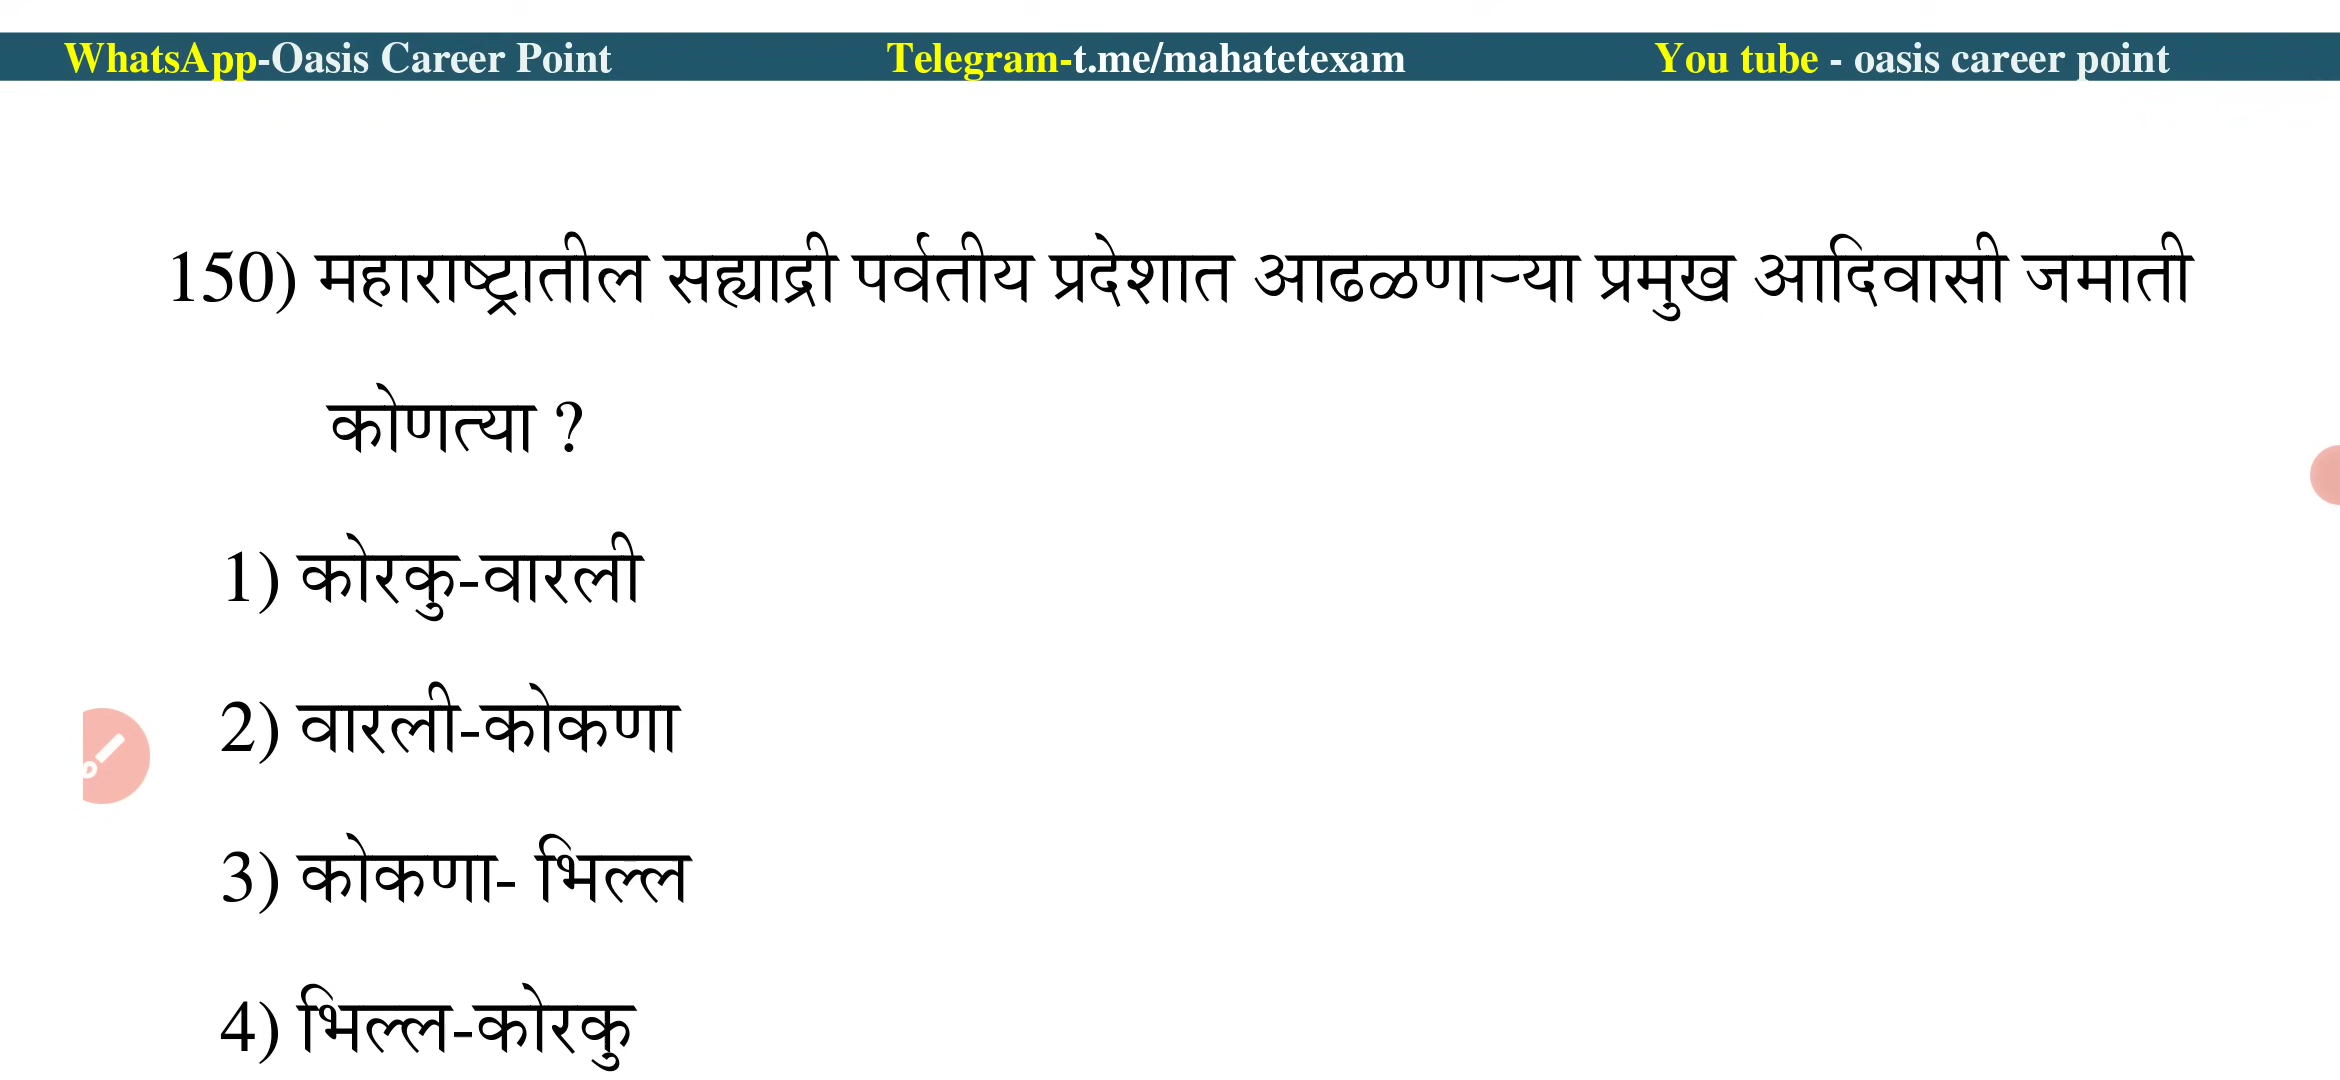 WhatsApp-Oasis Career Point Telegram-t.me/mahatetexam You tube - oasis career point
150) महाराष्ट्रातील सह्याद्री पर्वतीय प्रदेशात आढळणाऱ्या प्रमुख आदिवासी जमाती
कोणत्या ?
1) कोरकु-वारली
2) वारली-कोकणा
3) कोकणा- भिल्ल
4) भिल्ल-कोरकु